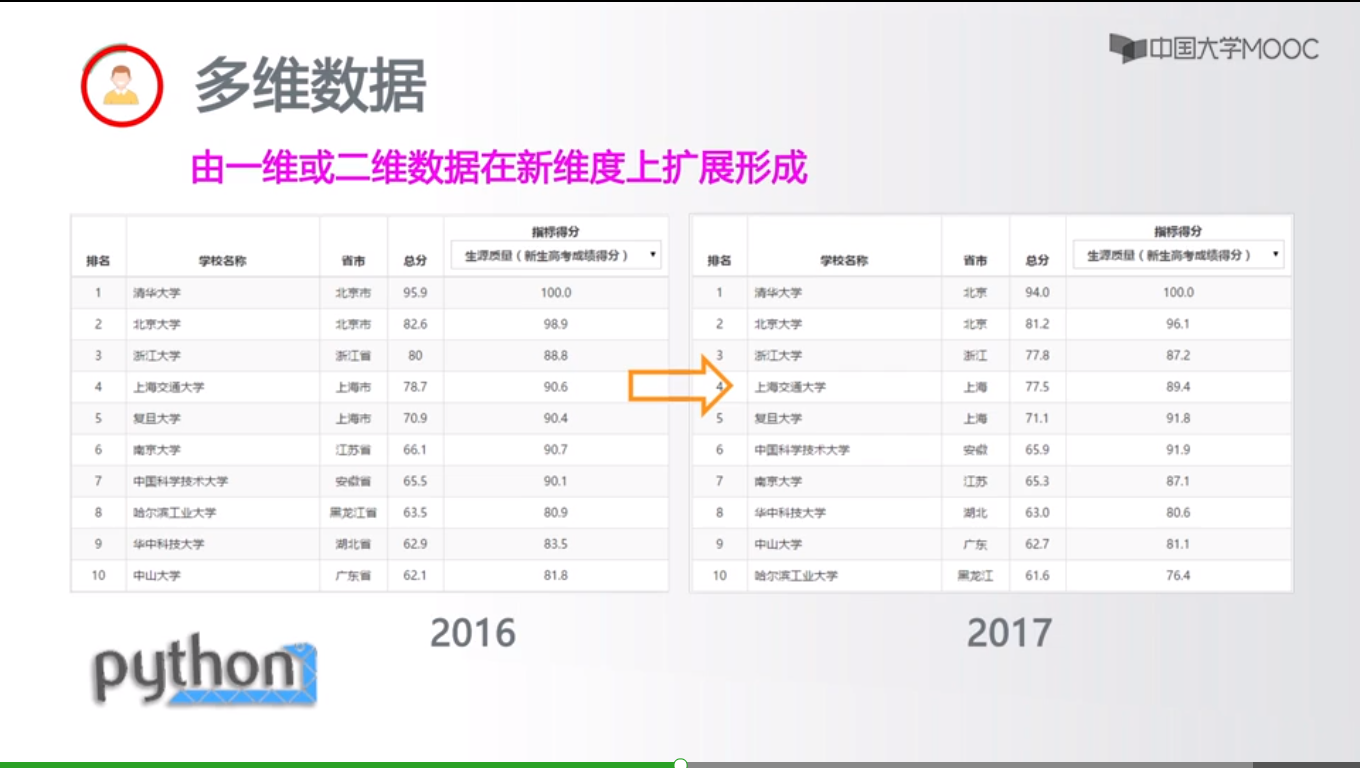 中国大学MOOC
多维数据
由一维或二维数据在新维度上扩展形成
排名 学校名称 省市 总分 指标得分 生源质量（新生高考成绩得分）
1 清华大学 北京市 95.9 100.0
2 北京大学 北京市 82.6 98.9
3 浙江大学 浙江省 80 88.8
4 上海交通大学 上海市 78.7 90.6
5 复旦大学 上海市 70.9 90.4
6 南京大学 江苏省 66.1 90.7
7 中国科学技术大学 安徽省 65.5 90.1
8 哈尔滨工业大学 黑龙江省 63.5 80.9
9 华中科技大学 湖北省 62.9 83.5
10 中山大学 广东省 62.1 81.8
2016
排名 学校名称 省市 总分 指标得分 生源质量（新生高考成绩得分）
1 清华大学 北京 94.0 100.0
2 北京大学 北京 81.2 96.1
3 浙江大学 浙江 77.8 87.2
4 上海交通大学 上海 77.5 89.4
5 复旦大学 上海 71.1 91.8
6 中国科学技术大学 安徽 65.9 91.9
7 南京大学 江苏 65.3 87.1
8 华中科技大学 湖北 63.0 80.6
9 中山大学 广东 62.7 81.1
10 哈尔滨工业大学 黑龙江 61.6 76.4
2017
python